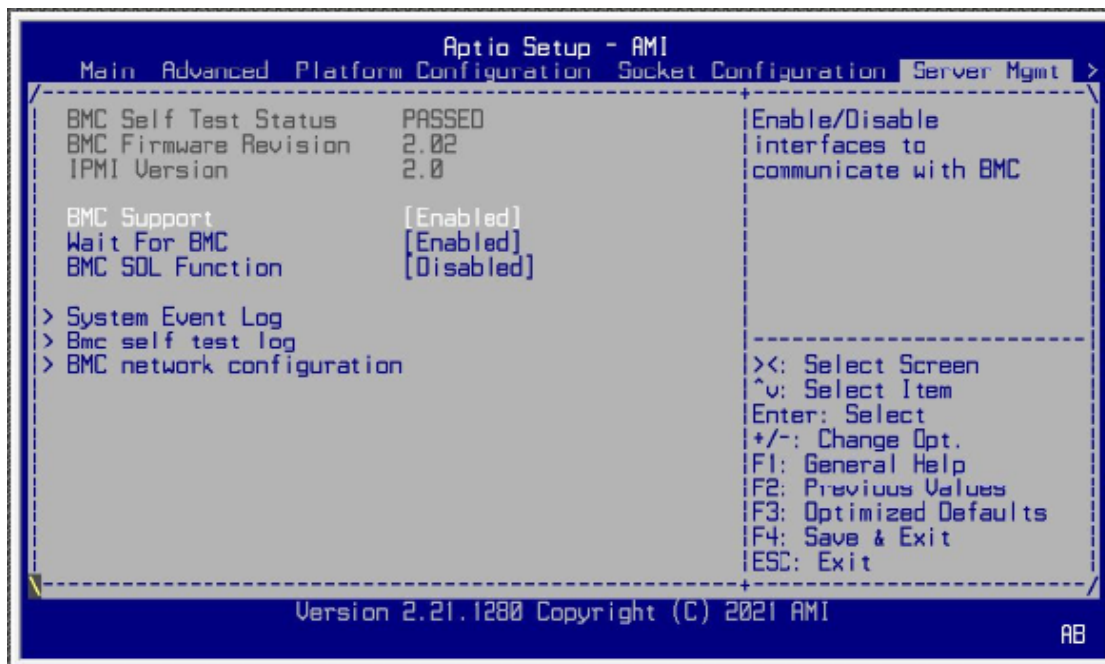 Aptio Setup - AMI
Main Advanced Platform Configuration Socket Configuration Server Mgmt >
BMC Self Test Status PASSED
BMC Firmware Revision 2.02
IPMI Version 2.0
BMC Support [Enabled]
Wait For BMC [Enabled]
BMC SOL Function [Disabled]
> System Event Log
> Bmc self test log
> BMC network configuration
Enable/Disable
interfaces to
communicate with BMC
><: Select Screen
^v: Select Item
Enter: Select
+/-: Change Opt.
F1: General Help
F2: Previous Values
F3: Optimized Defaults
F4: Save & Exit
ESC: Exit
Version 2.21.1280 Copyright (C) 2021 AMI
AB